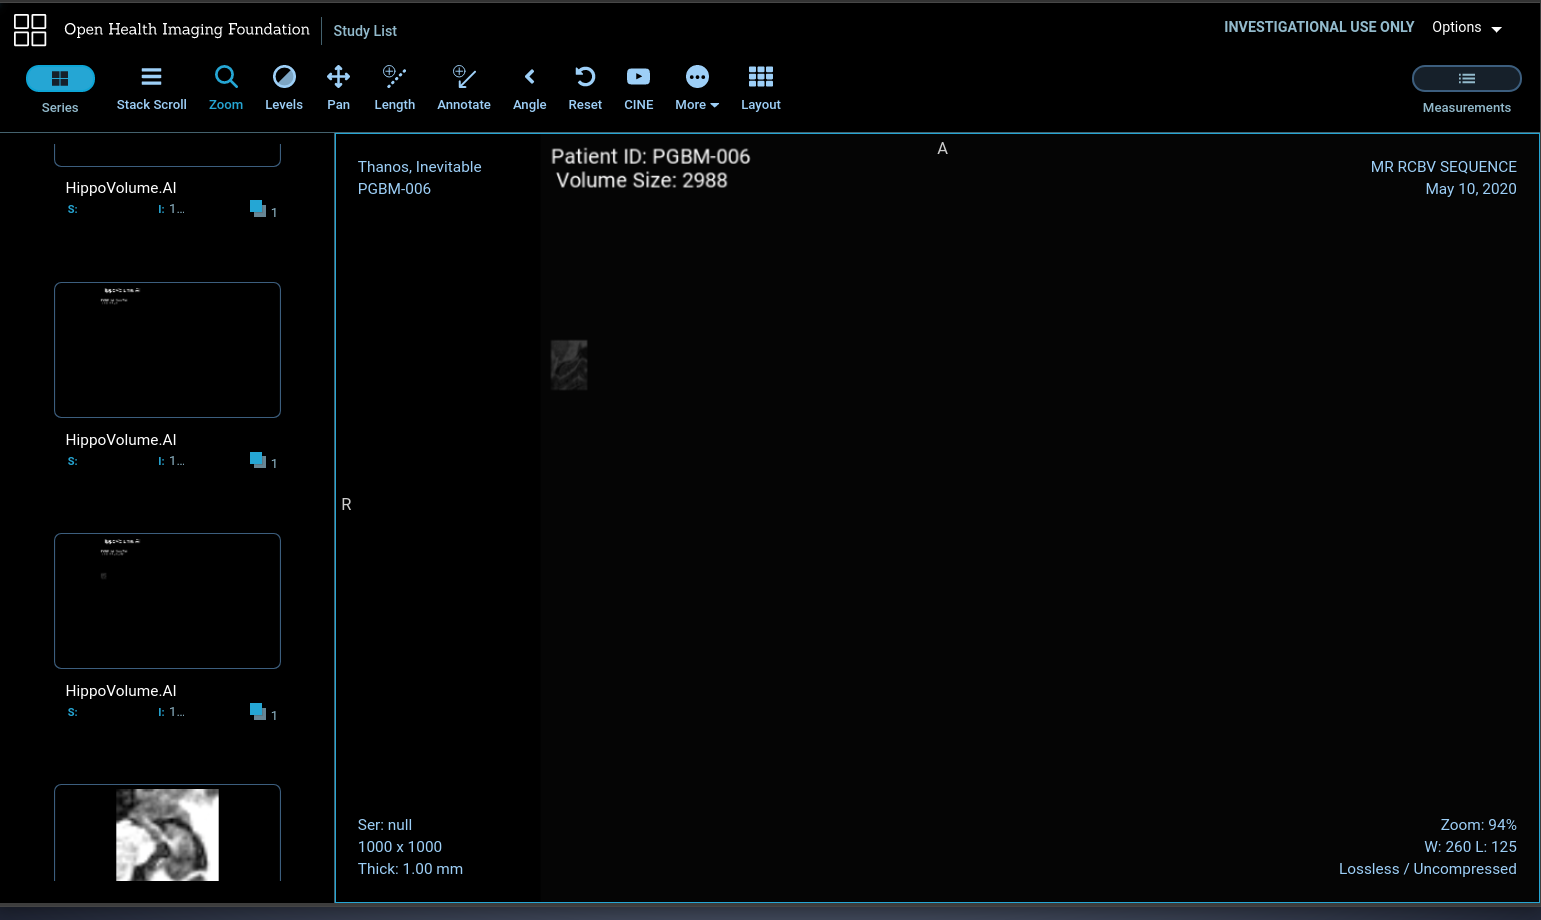 Open Health Imaging Foundation
Study List
INVESTIGATIONAL USE ONLY
Options
Series
Stack Scroll
Zoom
Levels
Pan
Length
Annotate
Angle
Reset
CINE
More
Layout
Measurements
HippoVolume.AI
S:
I: 1...
1
HippoVolume.AI
S:
I: 1...
1
HippoVolume.AI
S:
I: 1...
1
Thanos, Inevitable
PGBM-006
Patient ID: PGBM-006
Volume Size: 2988
A
MR RCBV SEQUENCE
May 10, 2020
R
Ser: null
1000 x 1000
Thick: 1.00 mm
Zoom: 94%
W: 260 L: 125
Lossless / Uncompressed